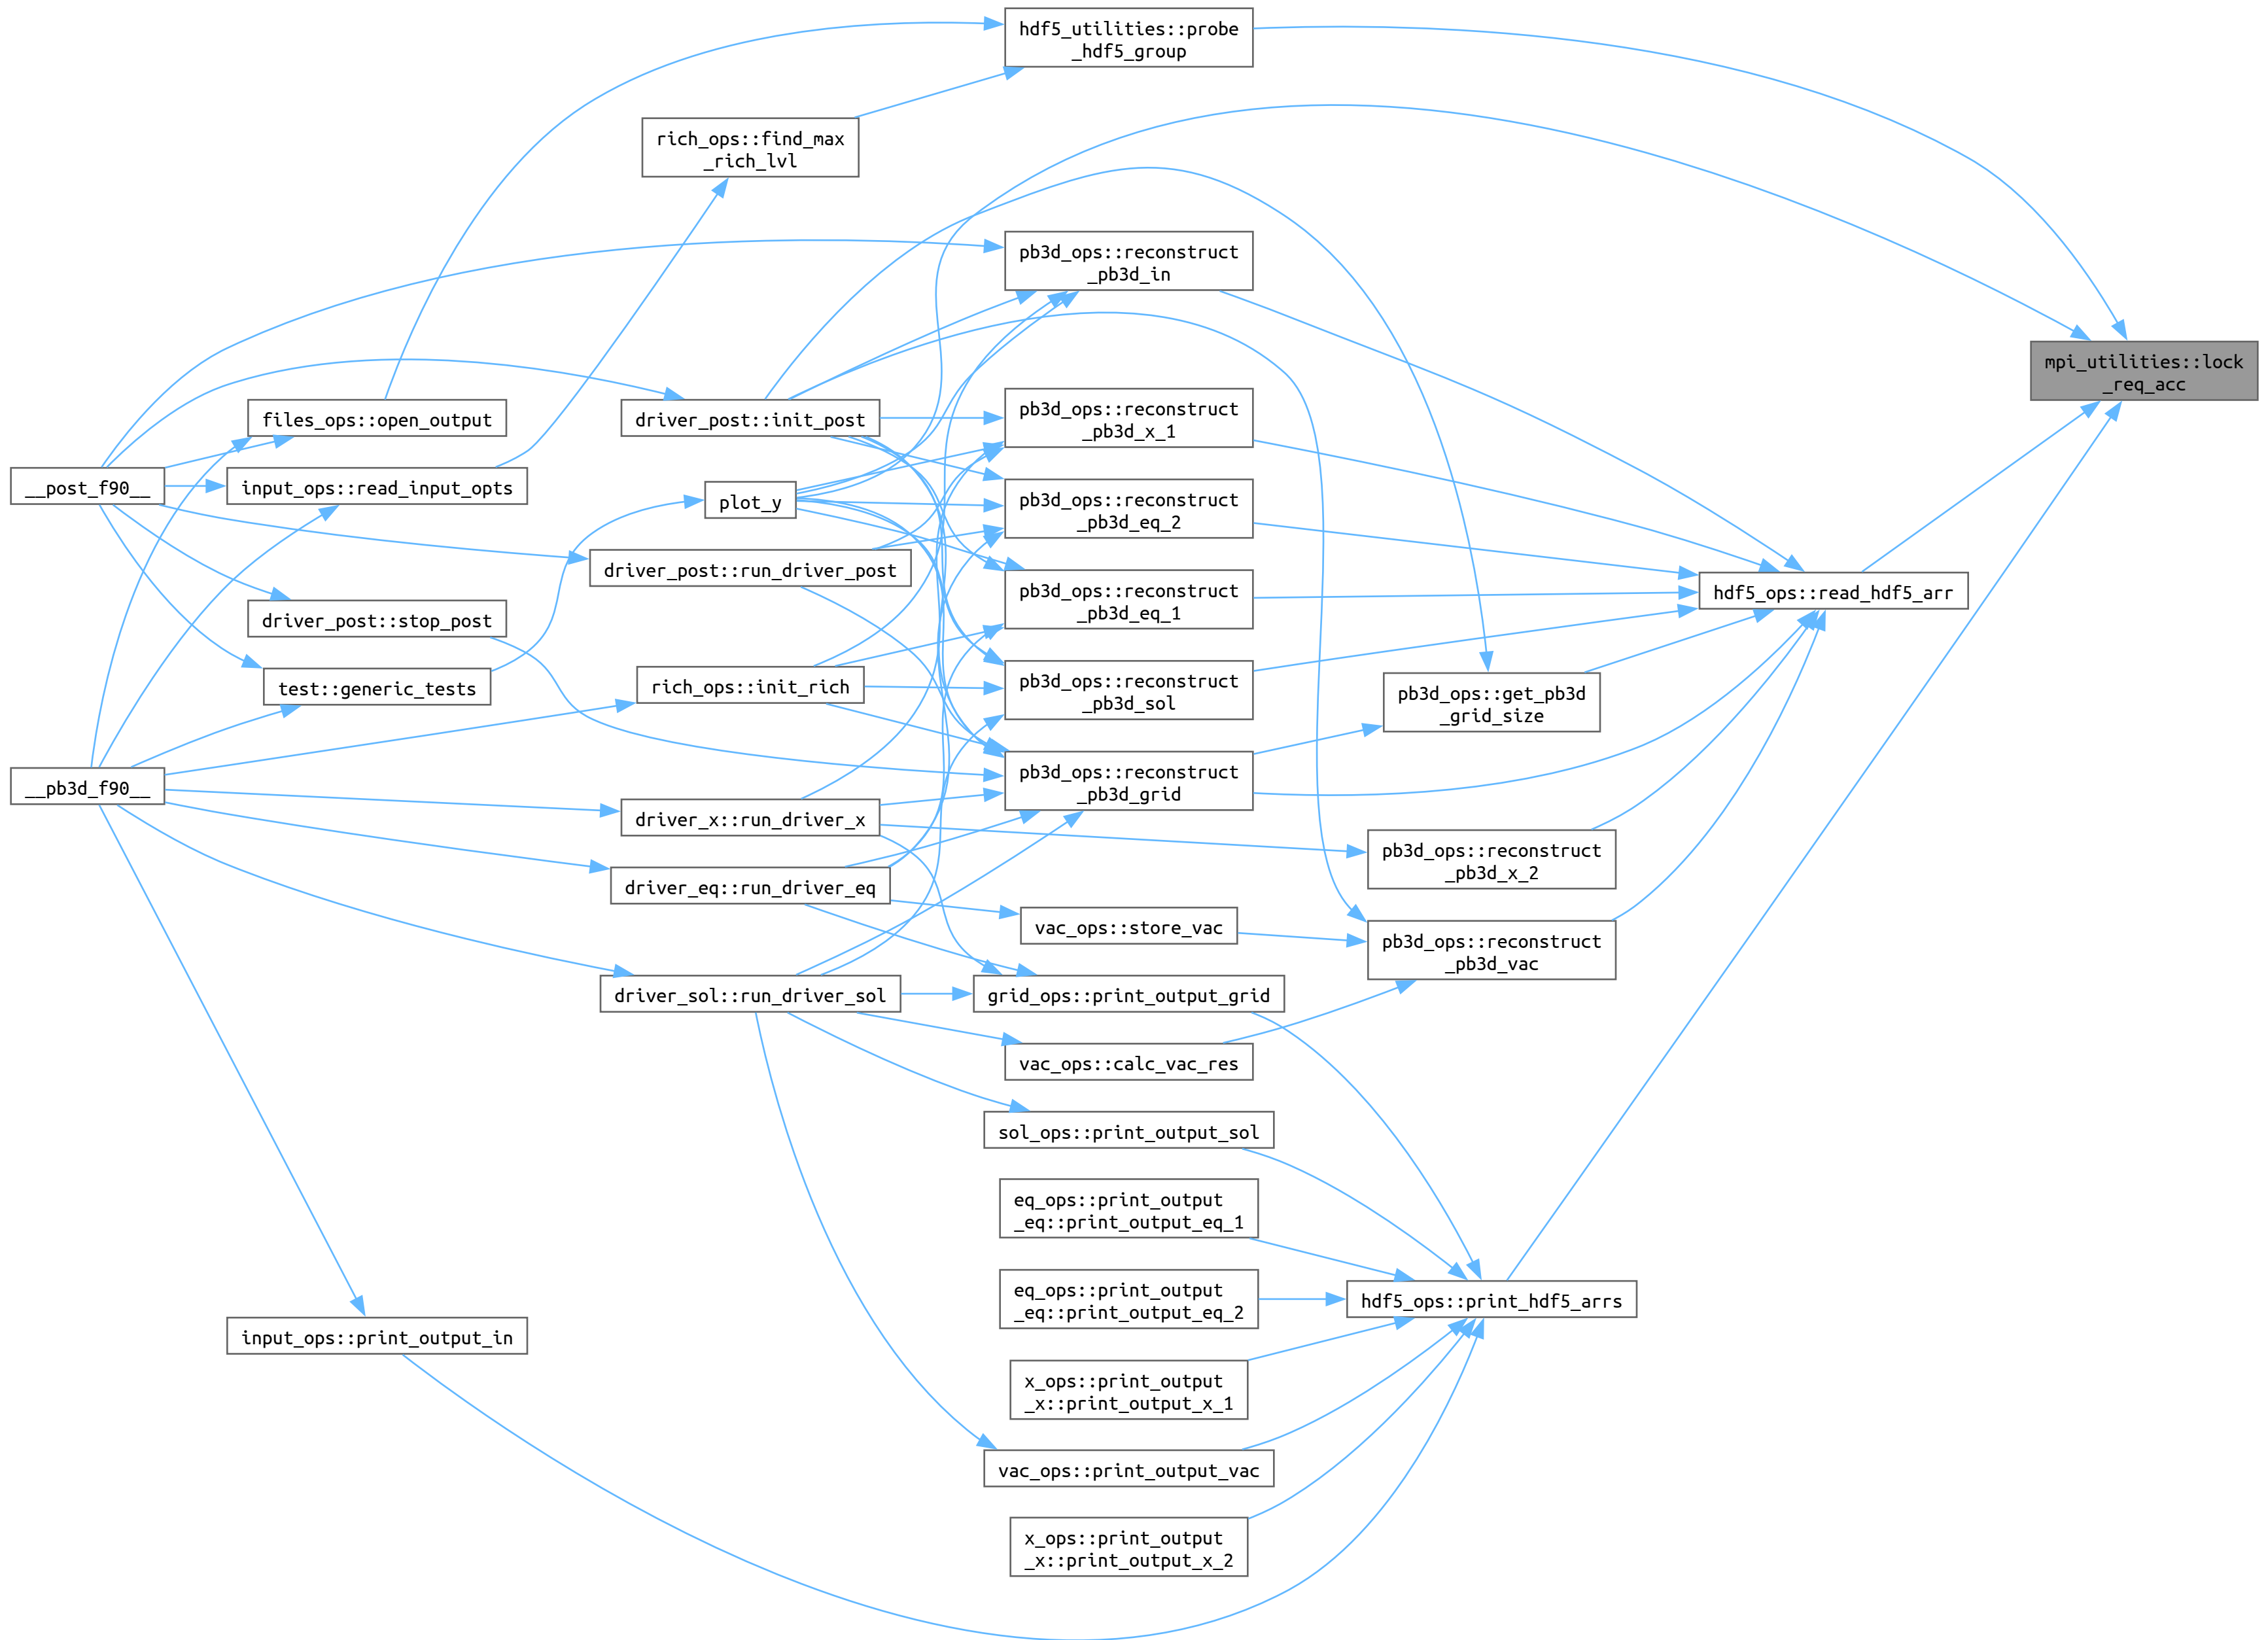 hdf5_utilities::probe
_hdf5_group
rich_ops::find_max
_rich_lvl
pb3d_ops::reconstruct
_pb3d_in
mpi_utilities::lock
_req_acc
files_ops::open_output
driver_post::init_post
pb3d_ops::reconstruct
_pb3d_x_1
__post_f90__
input_ops::read_input_opts
plot_y
pb3d_ops::reconstruct
_pb3d_eq_2
driver_post::run_driver_post
pb3d_ops::reconstruct
_pb3d_eq_1
hdf5_ops::read_hdf5_arr
driver_post::stop_post
test::generic_tests
rich_ops::init_rich
pb3d_ops::reconstruct
_pb3d_sol
pb3d_ops::get_pb3d
_grid_size
__pb3d_f90__
pb3d_ops::reconstruct
_pb3d_grid
driver_x::run_driver_x
pb3d_ops::reconstruct
_pb3d_x_2
driver_eq::run_driver_eq
vac_ops::store_vac
pb3d_ops::reconstruct
_pb3d_vac
driver_sol::run_driver_sol
grid_ops::print_output_grid
vac_ops::calc_vac_res
sol_ops::print_output_sol
eq_ops::print_output
_eq::print_output_eq_1
eq_ops::print_output
_eq::print_output_eq_2
hdf5_ops::print_hdf5_arrs
input_ops::print_output_in
x_ops::print_output
_x::print_output_x_1
vac_ops::print_output_vac
x_ops::print_output
_x::print_output_x_2